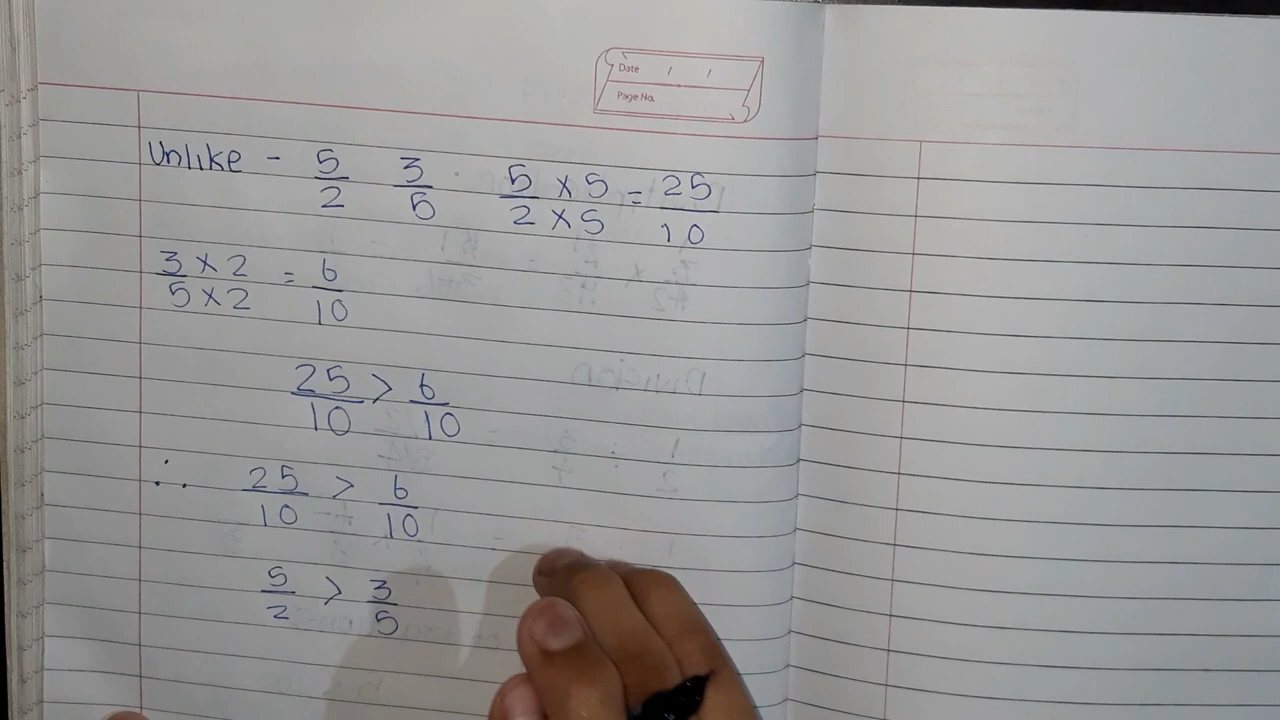 Date / /
Page No.
Unlike - 5/2 3/5 5 × 5 / 2 × 5 = 25/10
3 × 2 / 5 × 2 = 6/10
25/10 > 6/10
∴ 25/10 > 6/10
5/2 > 3/5